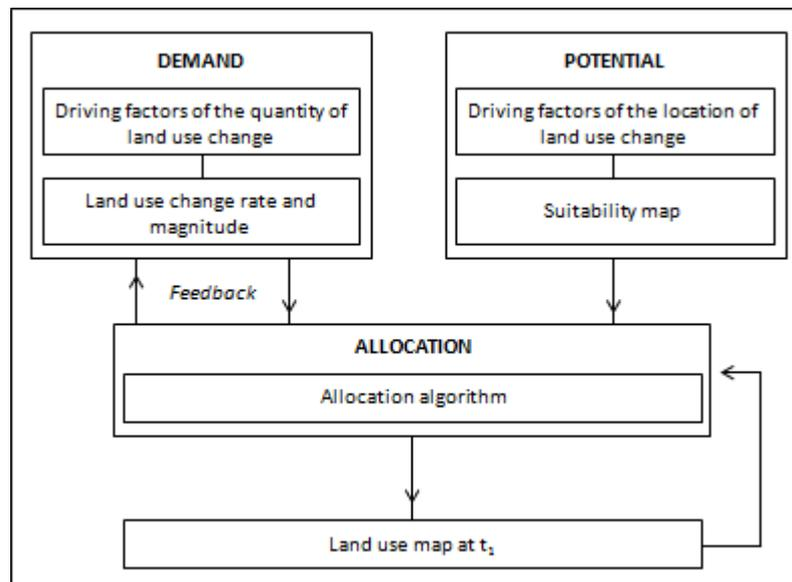 DEMAND
Driving factors of the quantity of
land use change
Land use change rate and
magnitude
POTENTIAL
Driving factors of the location of
land use change
Suitability map
Feedback
ALLOCATION
Allocation algorithm
Land use map at t₁